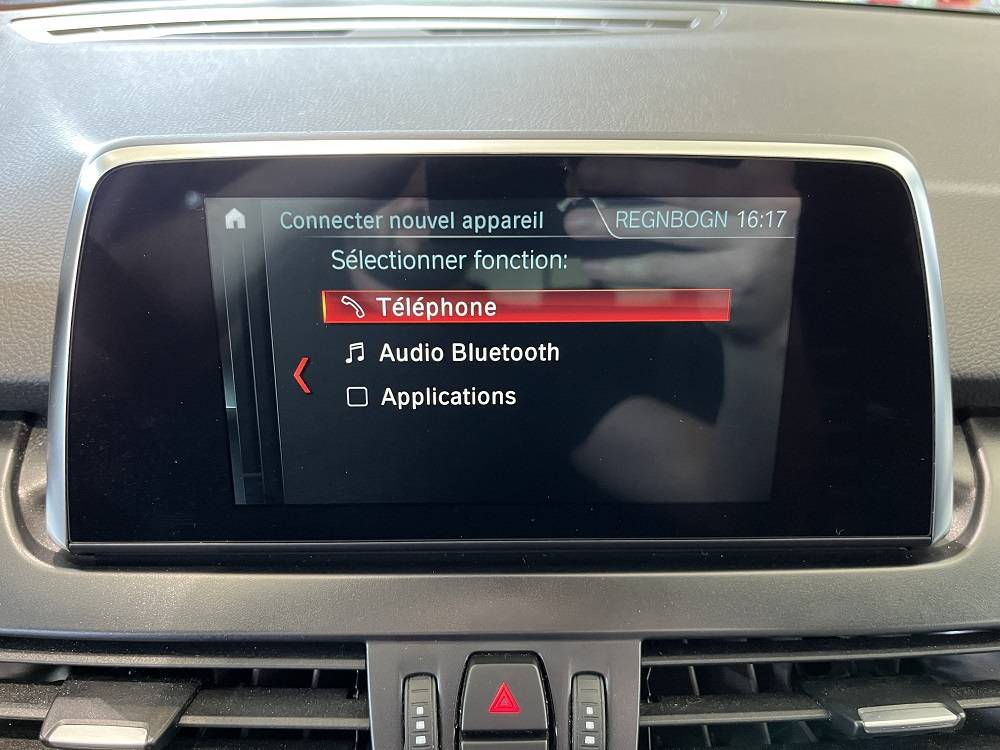 Connecter nouvel appareil REGNBOGN 16:17
Sélectionner fonction:
Téléphone
Audio Bluetooth
Applications